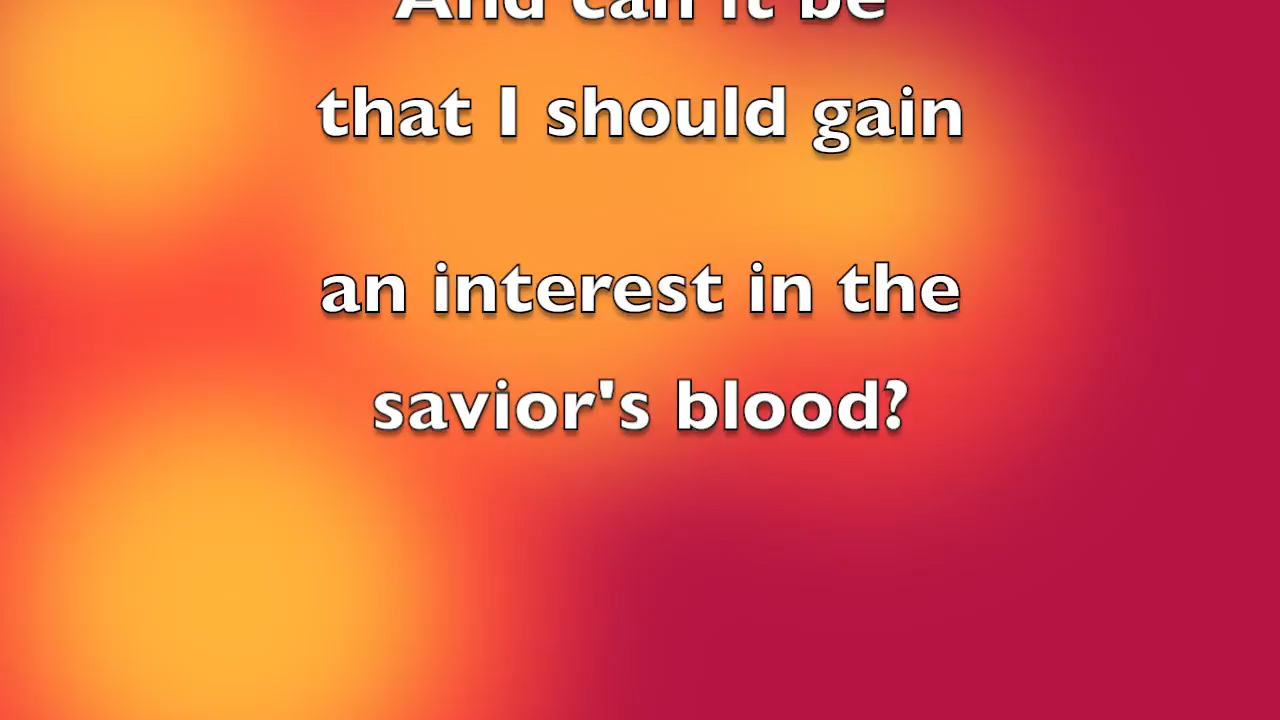 And can it be
that I should gain
an interest in the
savior's blood?